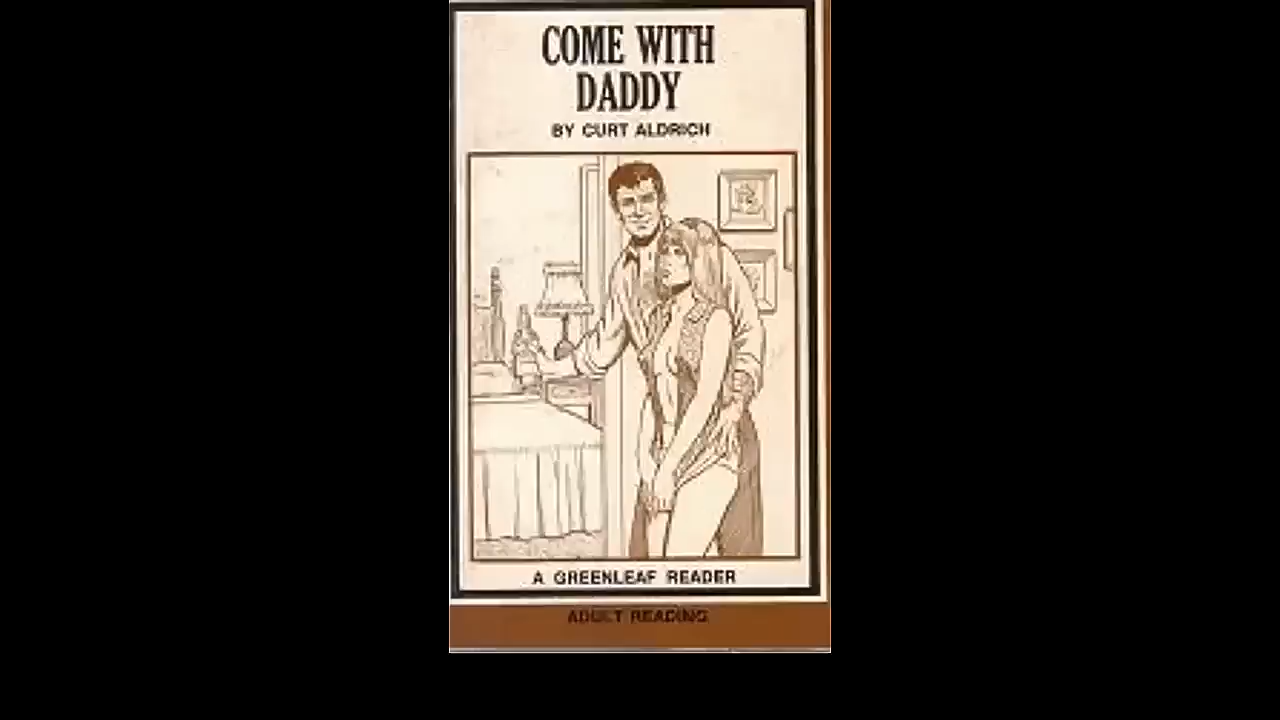 COME WITH
DADDY
BY CURT ALDRICH
A GREENLEAF READER
ADULT READING